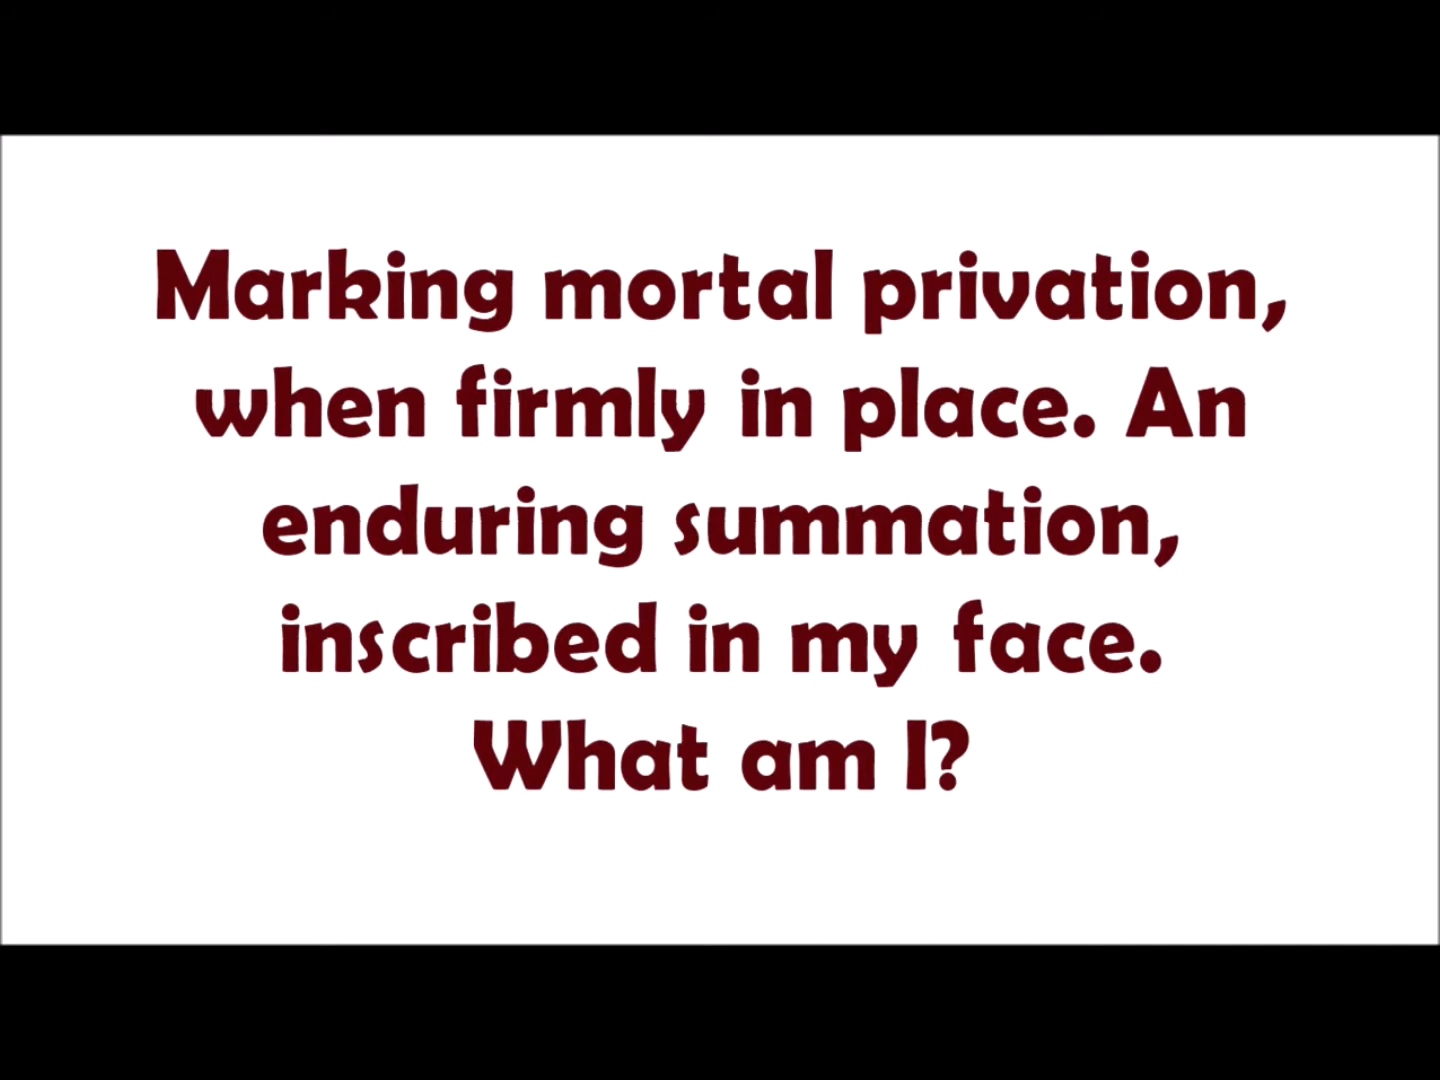 Marking mortal privation,
when firmly in place. An
enduring summation,
inscribed in my face.
What am I?